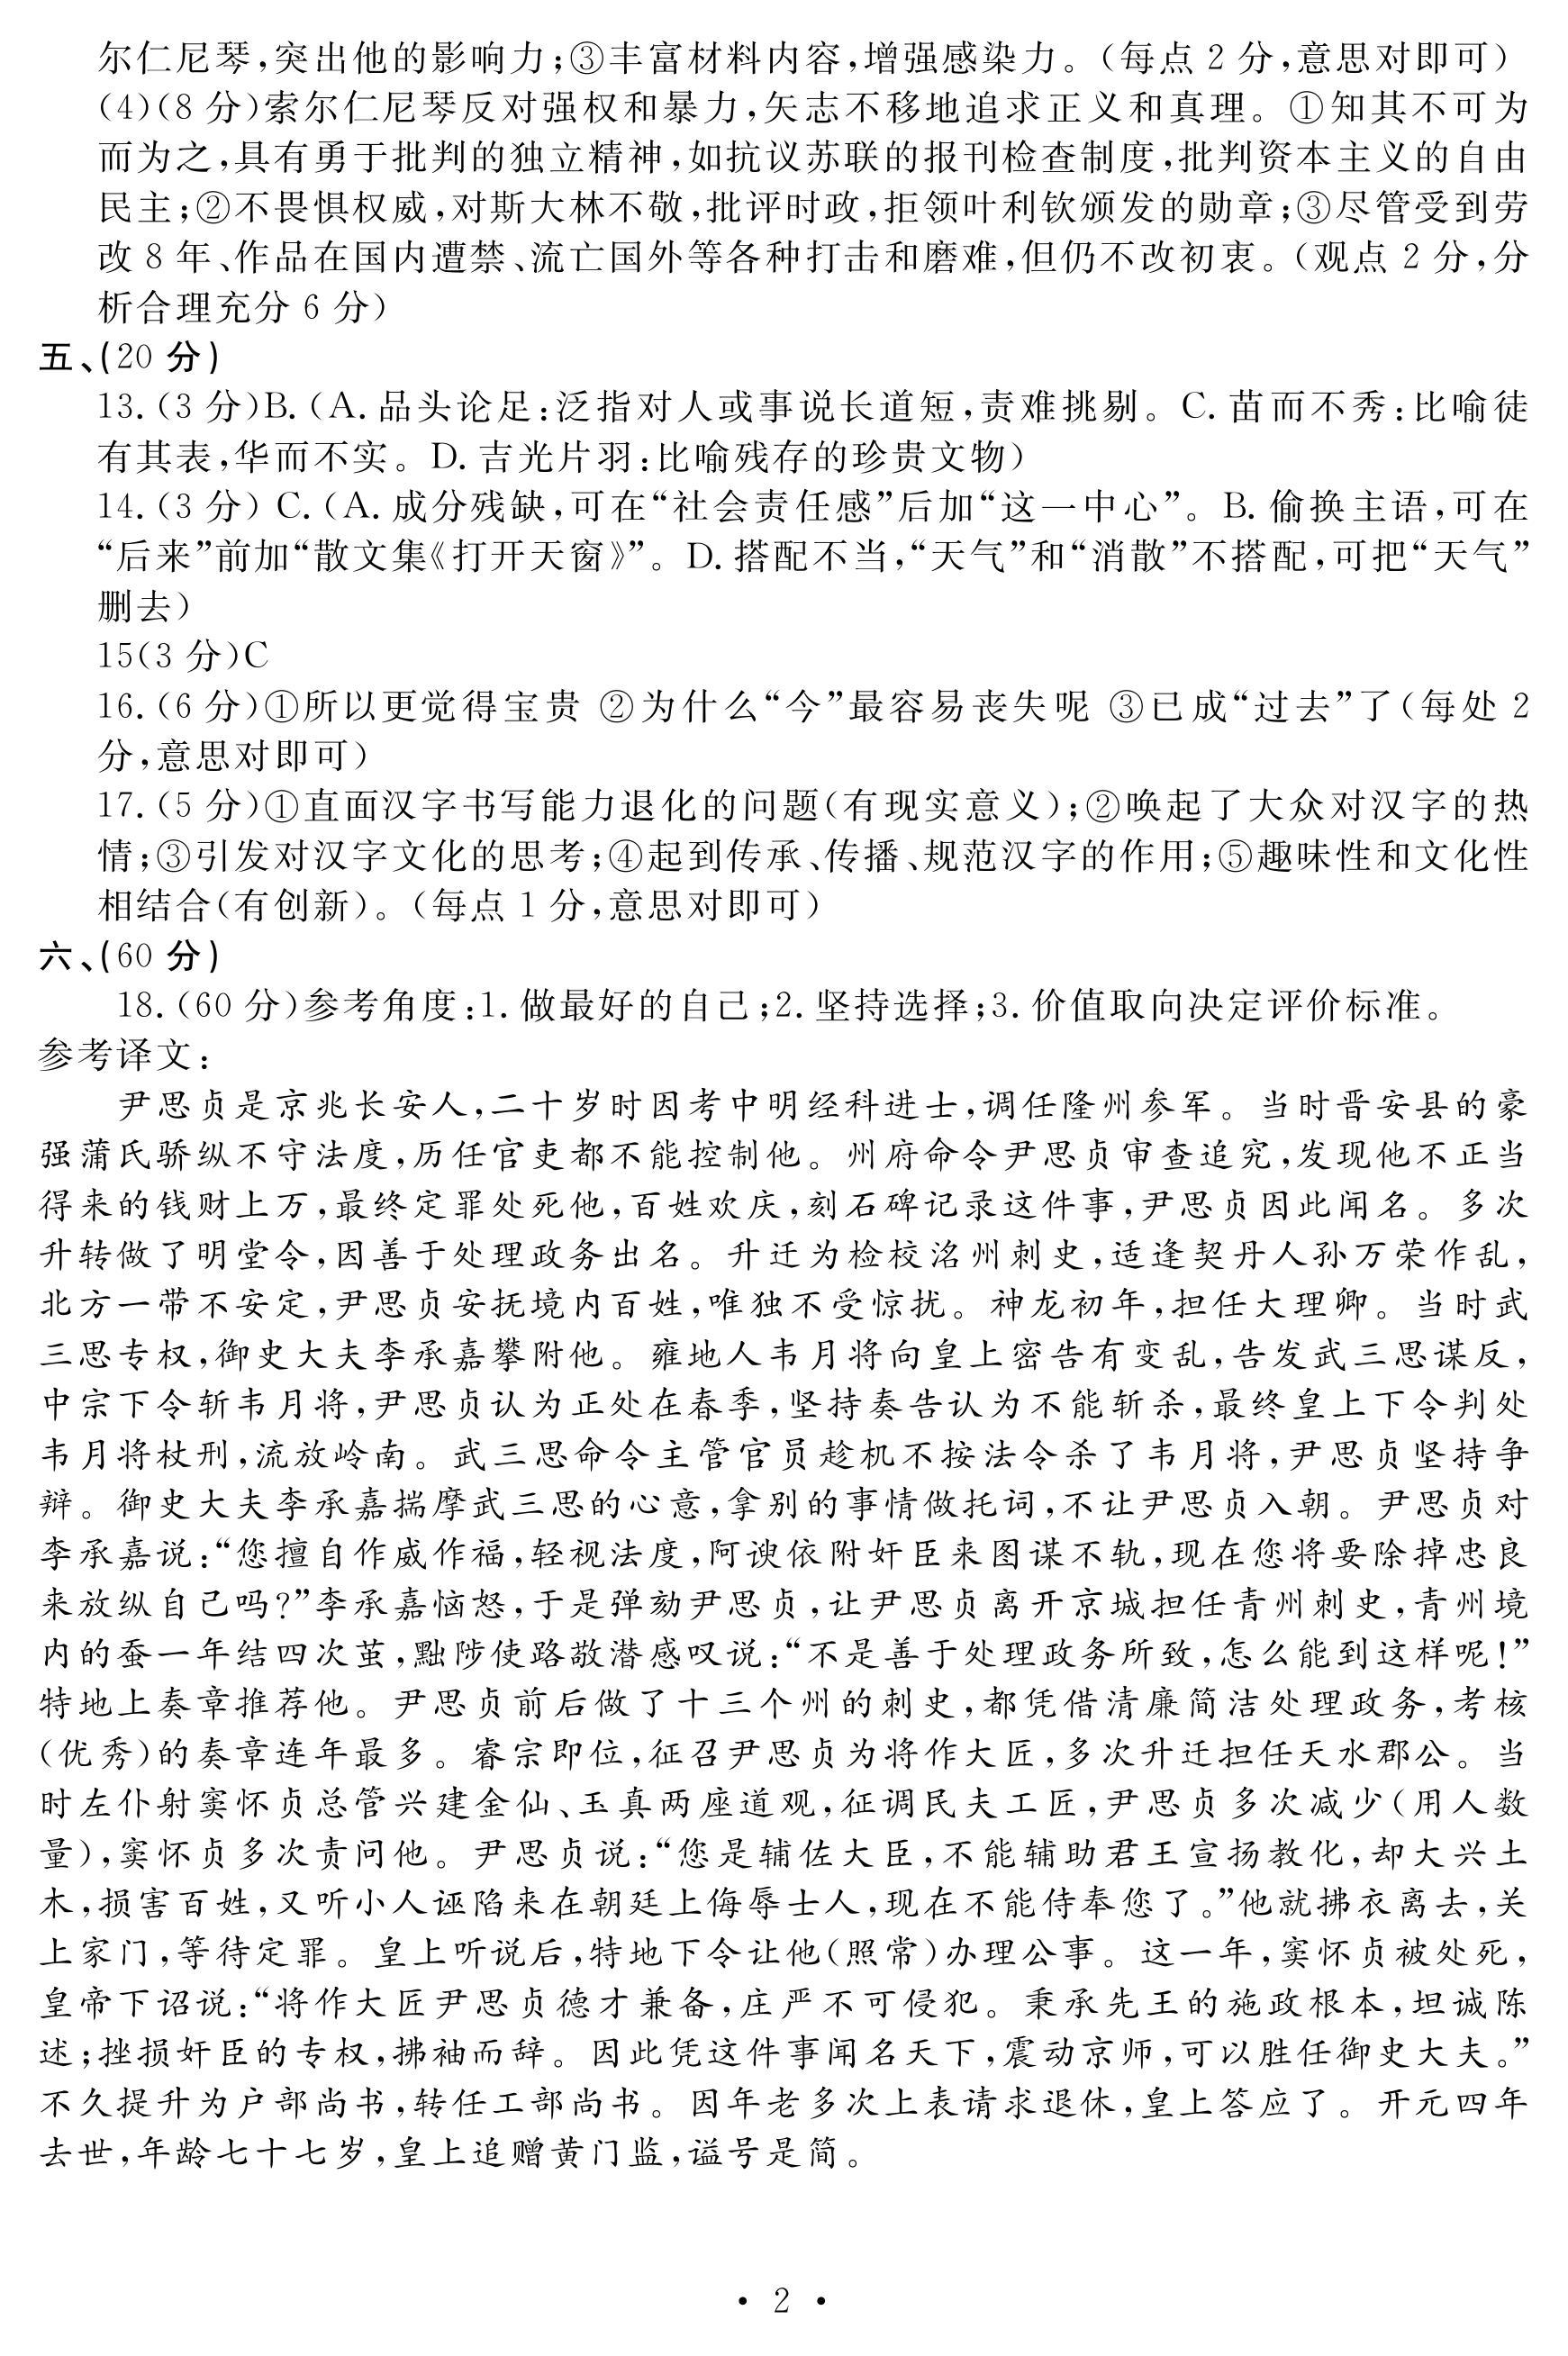 尔仁尼琴,突出他的影响力;③丰富材料内容,增强感染力。(每点 2 分,意思对即可)
(4)(8 分)索尔仁尼琴反对强权和暴力,矢志不移地追求正义和真理。①知其不可为
而为之,具有勇于批判的独立精神,如抗议苏联的报刊检查制度,批判资本主义的自由
民主;②不畏惧权威,对斯大林不敬,批评时政,拒领叶利钦颁发的勋章;③尽管受到劳
改 8 年、作品在国内遭禁、流亡国外等各种打击和磨难,但仍不改初衷。(观点 2 分,分
析合理充分 6 分)
五、(20 分)
13.(3 分)B.(A.品头论足:泛指对人或事说长道短,责难挑剔。C.苗而不秀:比喻徒
有其表,华而不实。D.吉光片羽:比喻残存的珍贵文物)
14.(3 分) C.(A.成分残缺,可在“社会责任感”后加“这一中心”。B.偷换主语,可在
“后来”前加“散文集《打开天窗》”。D.搭配不当,“天气”和“消散”不搭配,可把“天气”
删去)
15(3 分)C
16.(6 分)①所以更觉得宝贵 ②为什么“今”最容易丧失呢 ③已成“过去”了(每处 2
分,意思对即可)
17.(5 分)①直面汉字书写能力退化的问题(有现实意义);②唤起了大众对汉字的热
情;③引发对汉字文化的思考;④起到传承、传播、规范汉字的作用;⑤趣味性和文化性
相结合(有创新)。(每点 1 分,意思对即可)
六、(60 分)
18.(60 分)参考角度:1.做最好的自己;2.坚持选择;3.价值取向决定评价标准。
参考译文:
尹思贞是京兆长安人,二十岁时因考中明经科进士,调任隆州参军。当时晋安县的豪
强蒲氏骄纵不守法度,历任官吏都不能控制他。州府命令尹思贞审查追究,发现他不正当
得来的钱财上万,最终定罪处死他,百姓欢庆,刻石碑记录这件事,尹思贞因此闻名。多次
升转做了明堂令,因善于处理政务出名。升迁为检校洺州刺史,适逢契丹人孙万荣作乱,
北方一带不安定,尹思贞安抚境内百姓,唯独不受惊扰。神龙初年,担任大理卿。当时武
三思专权,御史大夫李承嘉攀附他。雍地人韦月将向皇上密告有变乱,告发武三思谋反,
中宗下令斩韦月将,尹思贞认为正处在春季,坚持奏告认为不能斩杀,最终皇上下令判处
韦月将杖刑,流放岭南。武三思命令主管官员趁机不按法令杀了韦月将,尹思贞坚持争
辩。御史大夫李承嘉揣摩武三思的心意,拿别的事情做托词,不让尹思贞入朝。尹思贞对
李承嘉说:“您擅自作威作福,轻视法度,阿谀依附奸臣来图谋不轨,现在您将要除掉忠良
来放纵自己吗?”李承嘉恼怒,于是弹劾尹思贞,让尹思贞离开京城担任青州刺史,青州境
内的蚕一年结四次茧,黜陟使路敬潜感叹说:“不是善于处理政务所致,怎么能到这样呢!”
特地上奏章推荐他。尹思贞前后做了十三个州的刺史,都凭借清廉简洁处理政务,考核
(优秀)的奏章连年最多。睿宗即位,征召尹思贞为将作大匠,多次升迁担任天水郡公。当
时左仆射窦怀贞总管兴建金仙、玉真两座道观,征调民夫工匠,尹思贞多次减少(用人数
量),窦怀贞多次责问他。尹思贞说:“您是辅佐大臣,不能辅助君王宣扬教化,却大兴土
木,损害百姓,又听小人诬陷来在朝廷上侮辱士人,现在不能侍奉您了。”他就拂衣离去,关
上家门,等待定罪。皇上听说后,特地下令让他(照常)办理公事。这一年,窦怀贞被处死,
皇帝下诏说:“将作大匠尹思贞德才兼备,庄严不可侵犯。秉承先王的施政根本,坦诚陈
述;挫损奸臣的专权,拂袖而辞。因此凭这件事闻名天下,震动京师,可以胜任御史大夫。”
不久提升为户部尚书,转任工部尚书。因年老多次上表请求退休,皇上答应了。开元四年
去世,年龄七十七岁,皇上追赠黄门监,谥号是简。
• 2 •